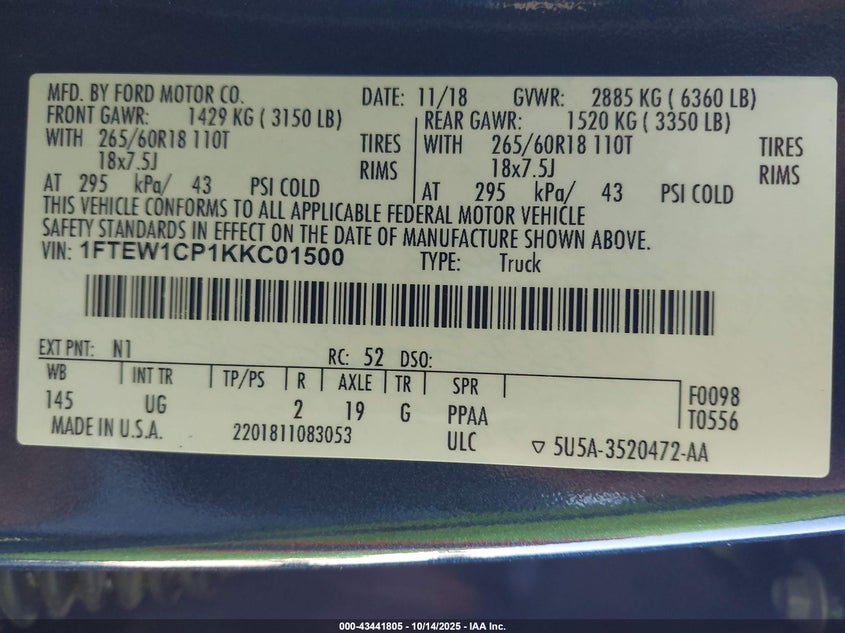 MFD. BY FORD MOTOR CO. DATE: 11/18 GVWR: 2885 KG ( 6360 LB)
FRONT GAWR: 1429 KG ( 3150 LB) REAR GAWR: 1520 KG ( 3350 LB)
WITH 265/60R18 110T TIRES WITH 265/60R18 110T TIRES
18x7.5J RIMS 18x7.5J RIMS
AT 295 kPa/ 43 PSI COLD AT 295 kPa/ 43 PSI COLD
THIS VEHICLE CONFORMS TO ALL APPLICABLE FEDERAL MOTOR VEHICLE
SAFETY STANDARDS IN EFFECT ON THE DATE OF MANUFACTURE SHOWN ABOVE.
VIN: 1FTEW1CP1KKC01500 TYPE: Truck
EXT PNT: N1 RC: 52 DSO:
WB INT TR TP/PS R AXLE TR SPR F0098
145 UG 2 19 G PPAA T0556
MADE IN U.S.A. 2201811083053 ULC ▽ 5U5A-3520472-AA
000-43441805 - 10/14/2025 - IAA Inc.